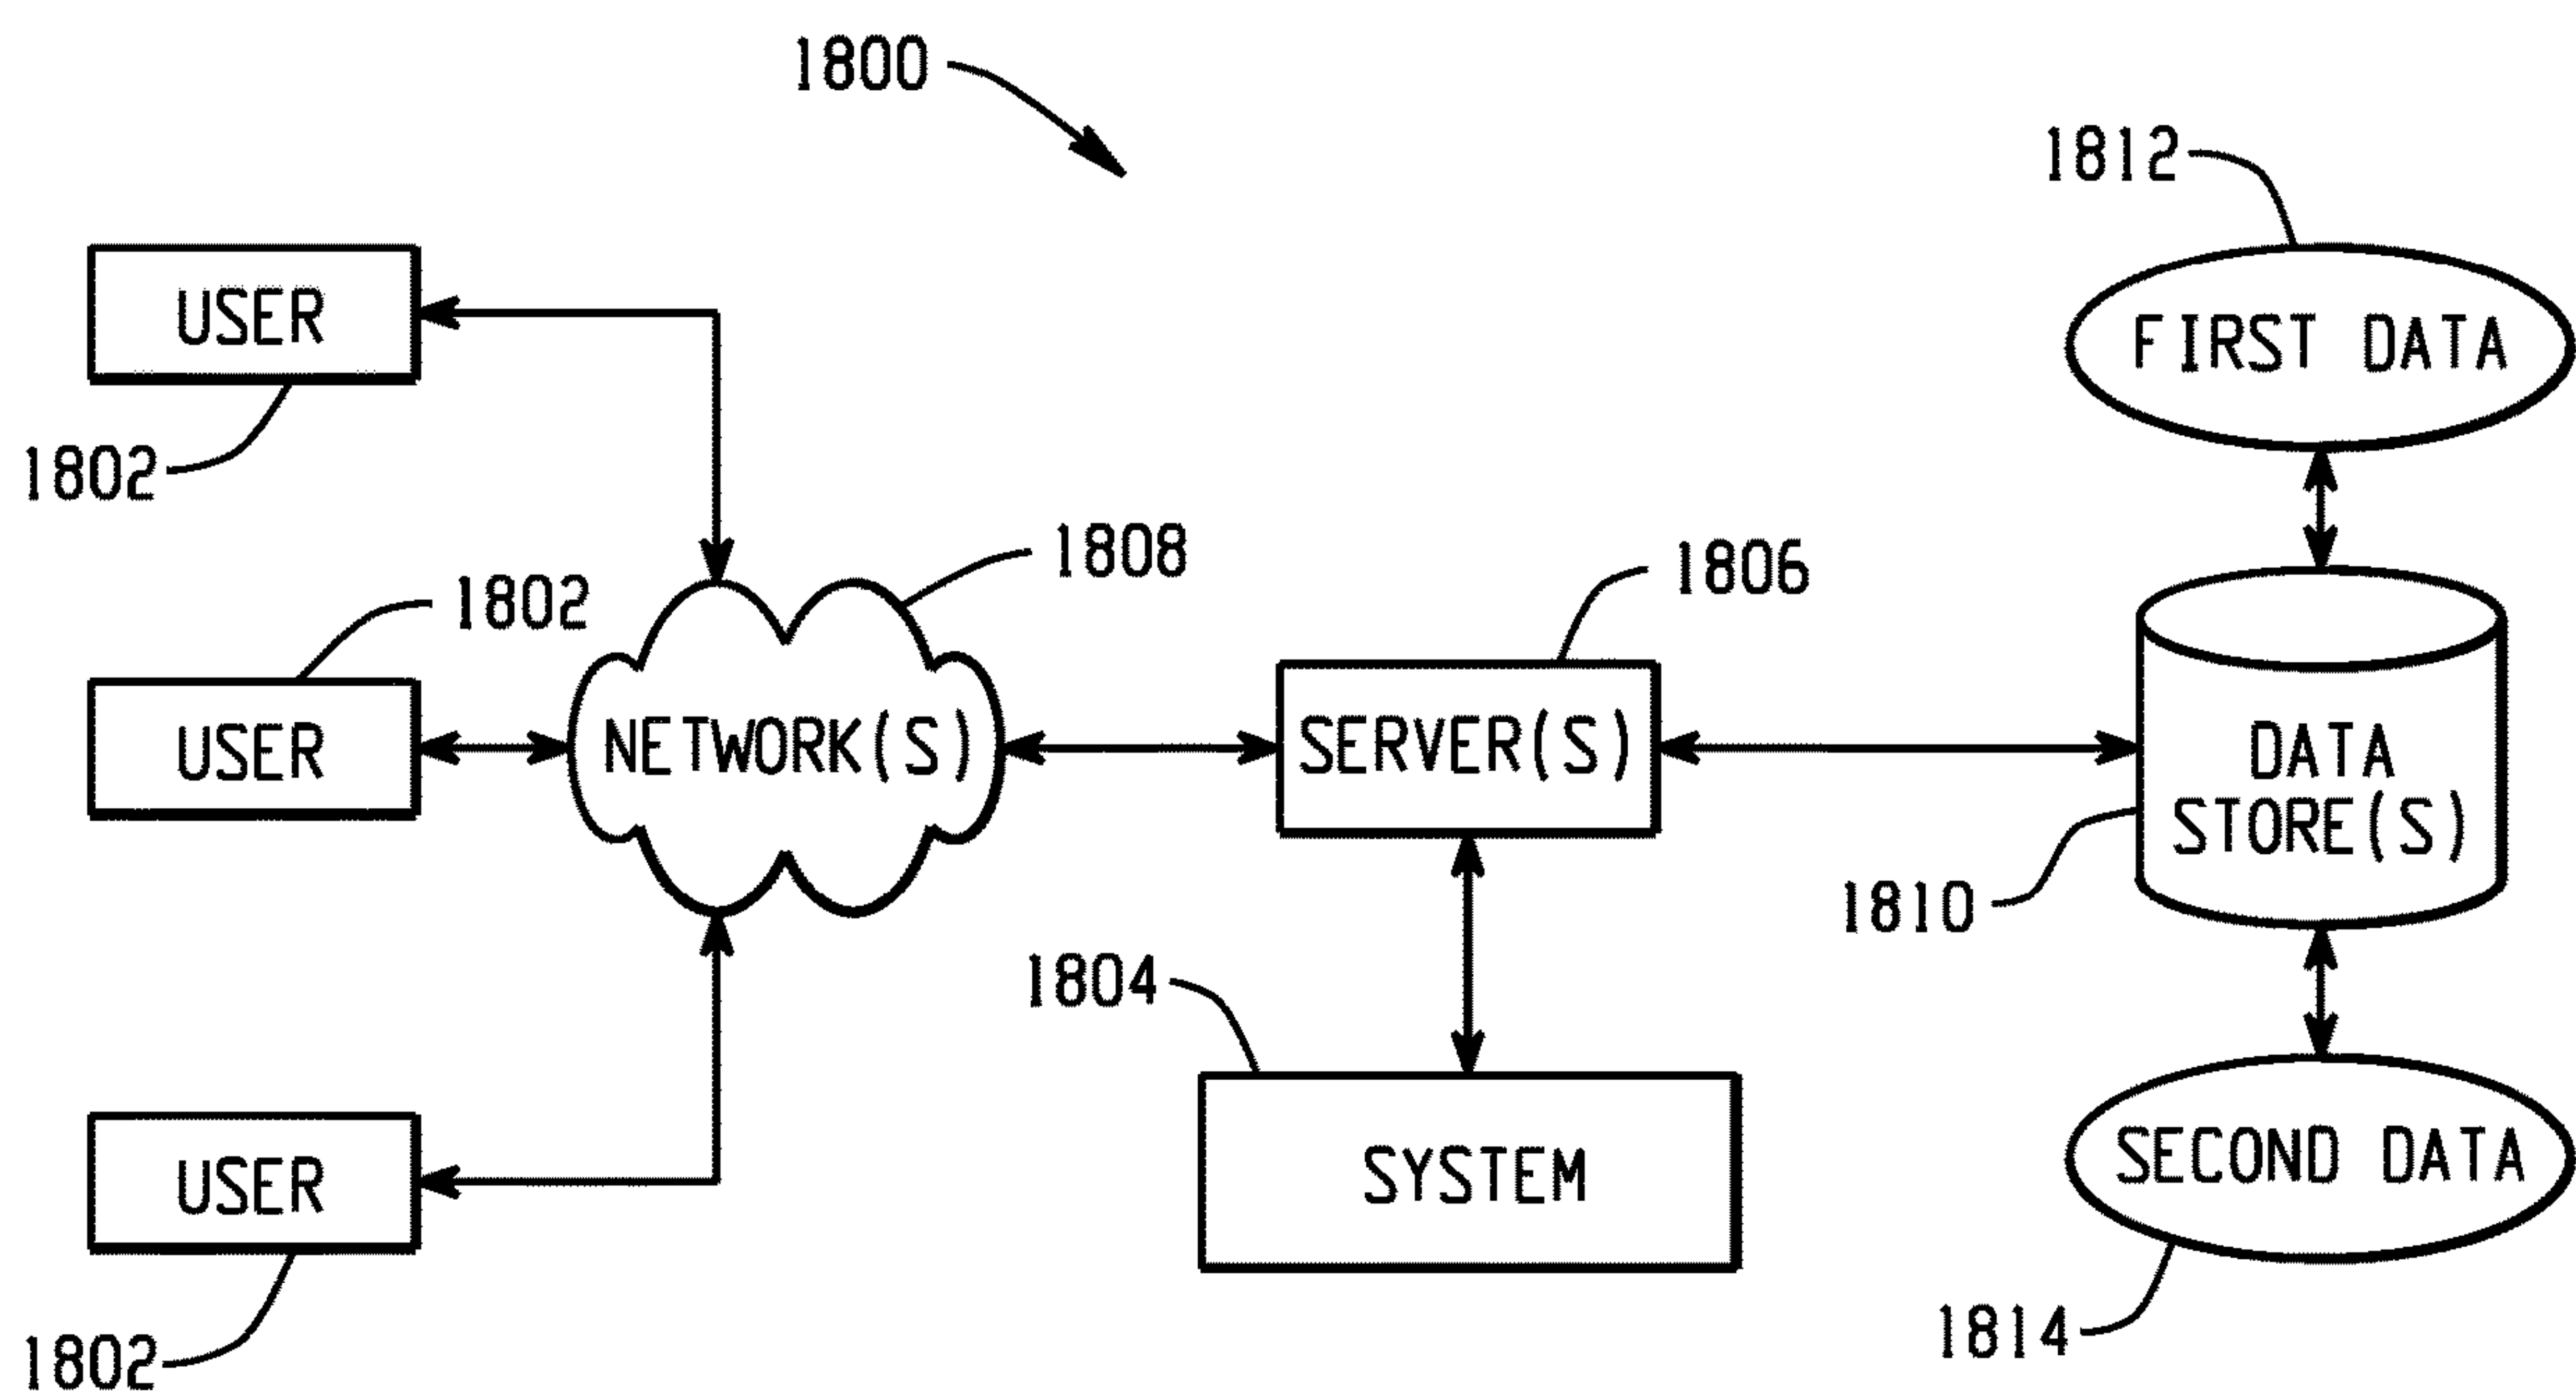 1800
1812
USER
FIRST DATA
1802
1808
1806
1802
USER
NETWORK(S)
SERVER(S)
DATA
STORE(S)
1810
1804
USER
SYSTEM
SECOND DATA
1802
1814